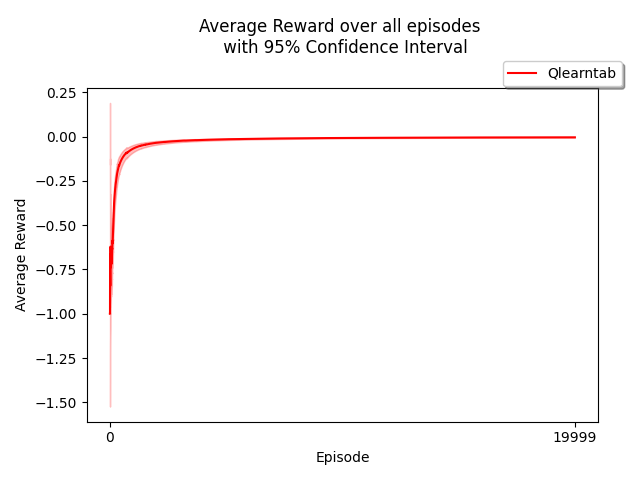 Average Reward over all episodes
with 95% Confidence Interval
Qlearntab
0.25
0.00
−0.25
−0.50
−0.75
−1.00
−1.25
−1.50
Average Reward
0
19999
Episode